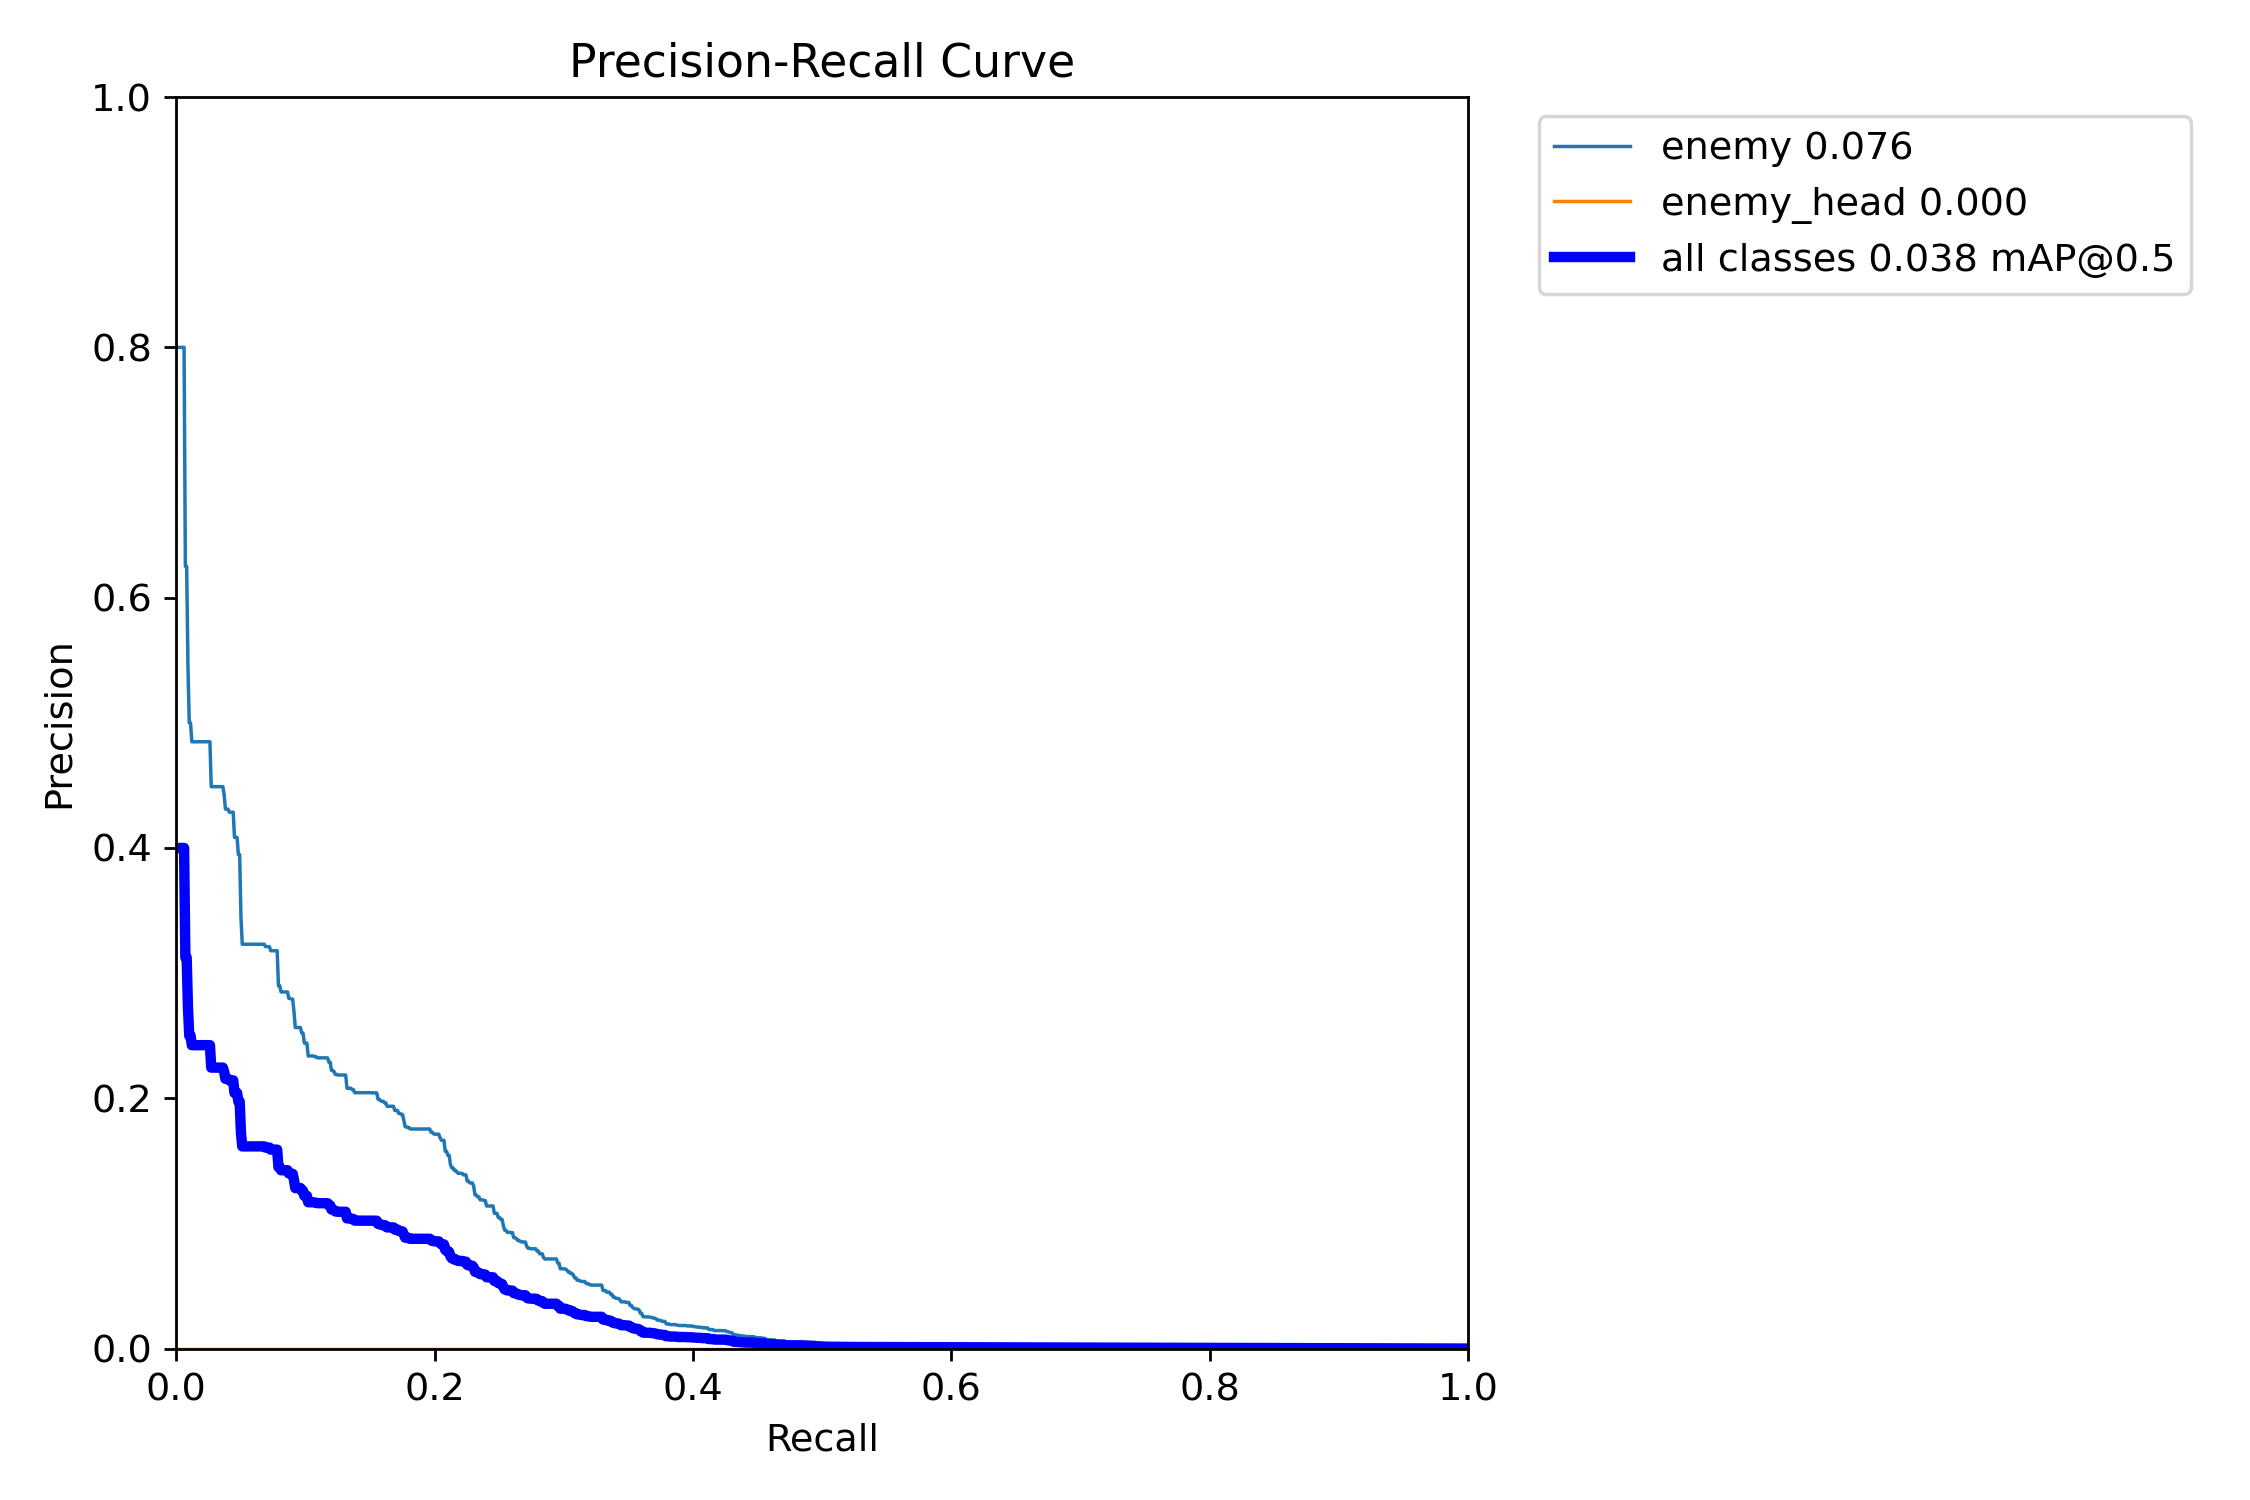 Precision-Recall Curve
1.0
0.8
0.6
0.4
0.2
0.0
Precision
0.0 0.2 0.4 0.6 0.8 1.0
Recall
enemy 0.076
enemy_head 0.000
all classes 0.038 mAP@0.5